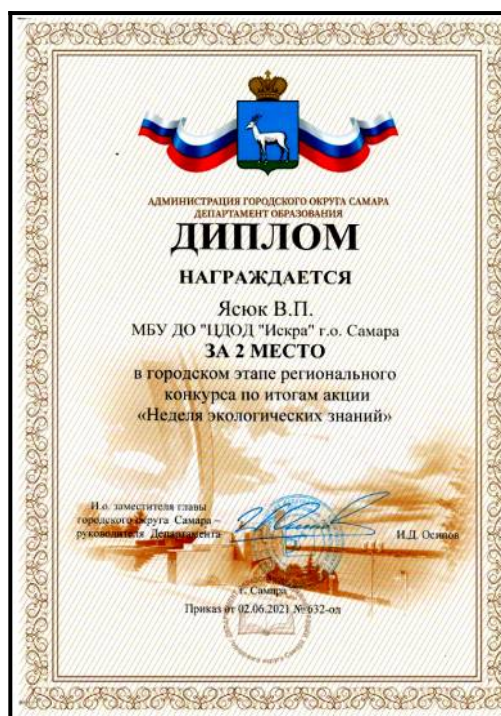 АДМИНИСТРАЦИЯ ГОРОДСКОГО ОКРУГА САМАРА
ДЕПАРТАМЕНТ ОБРАЗОВАНИЯ
ДИПЛОМ
НАГРАЖДАЕТСЯ
Ясюк В.П.
МБУ ДО "ЦДОД "Искра" г.о. Самара
ЗА 2 МЕСТО
в городском этапе регионального
конкурса по итогам акции
«Неделя экологических знаний»
И.о. заместителя главы
городского округа Самара –
руководителя Департамента
И.Д. Осипов
г. Самара
Приказ от 02.06.2021 № 632-од